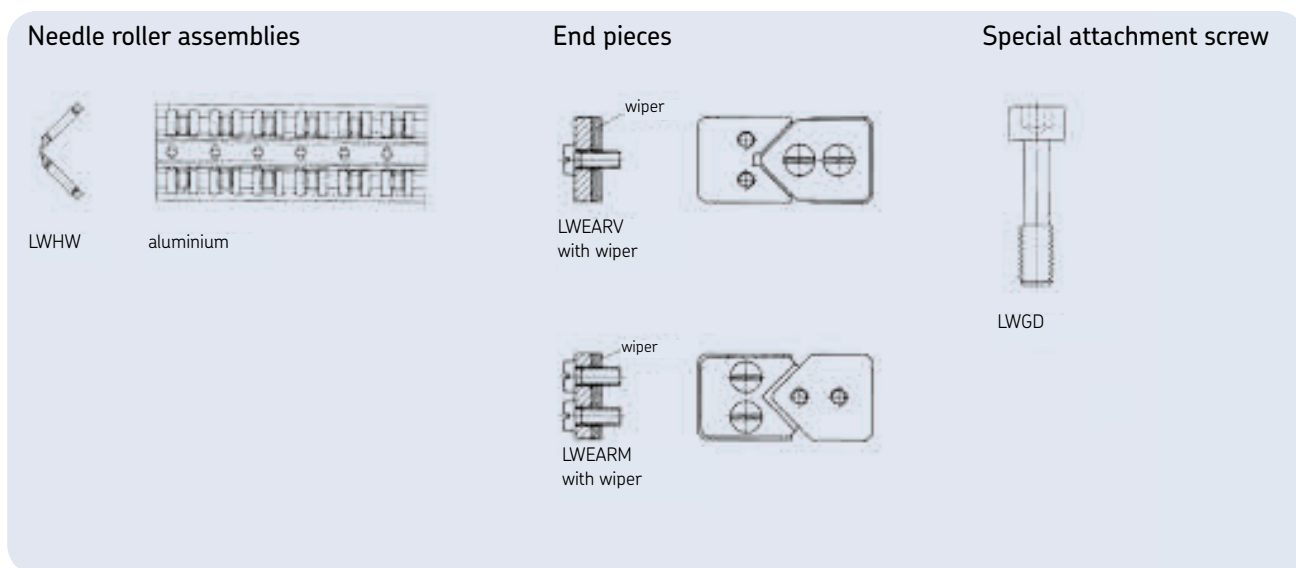 Needle roller assemblies
LWHW
aluminium
End pieces
wiper
LWEARV
with wiper
wiper
LWEARM
with wiper
Special attachment screw
LWGD